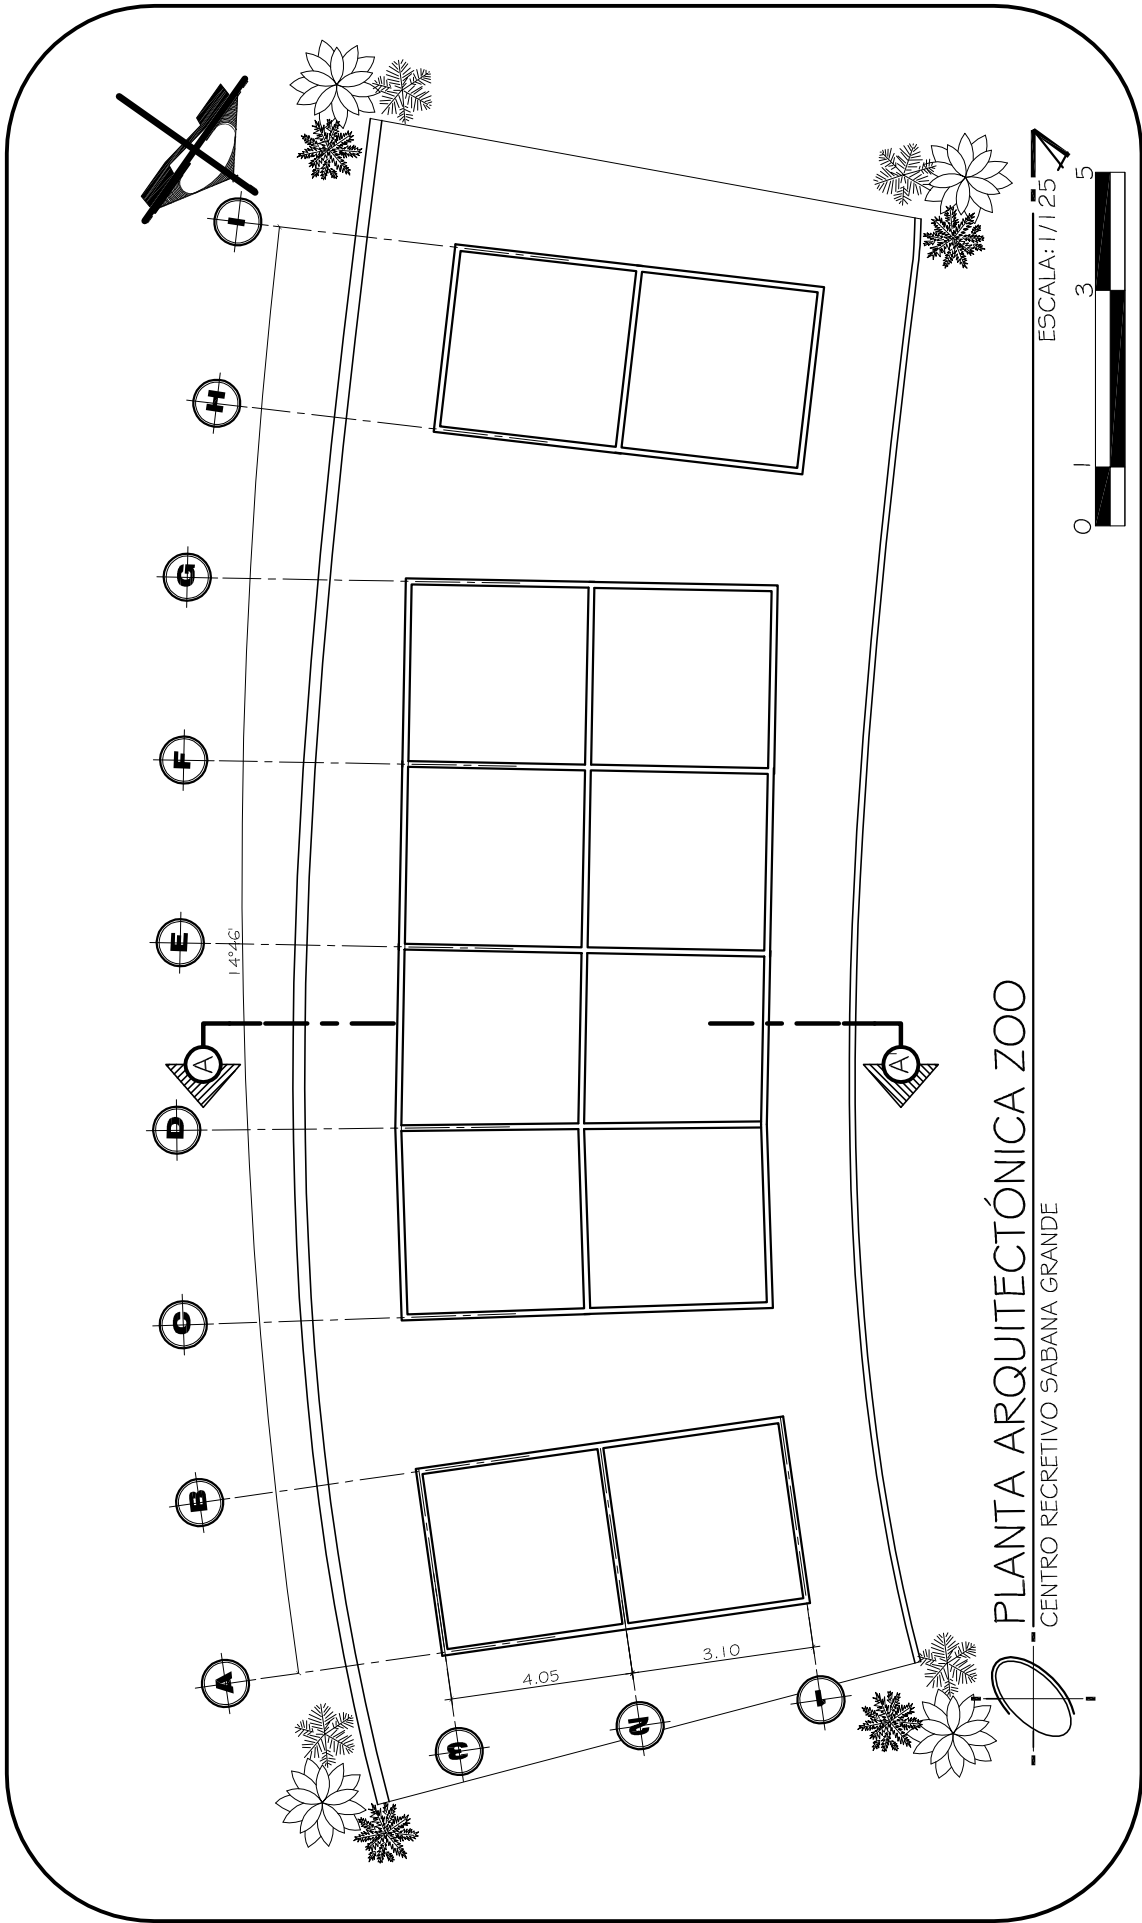 A
B
C
D
E
F
G
H
I
14°46'
A
A'
3
2
1
4.05
3.10
PLANTA ARQUITECTÓNICA ZOO
CENTRO RECRETIVO SABANA GRANDE
ESCALA: 1/125
0 1 3 5